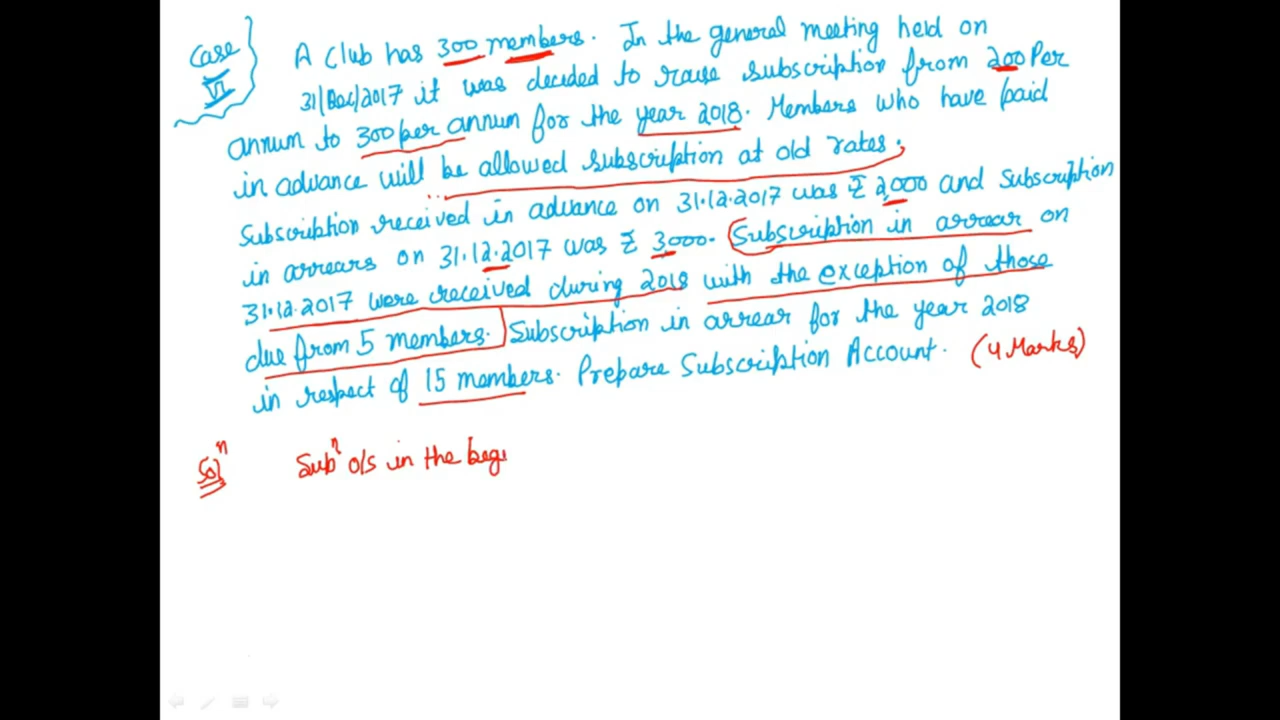 Case VI
A club has 300 members. In the general meeting held on
31/Dec/2017 it was decided to raise subscription from 200 Per
annum to 300 per annum for the year 2018. Members who have paid
in advance will be allowed subscription at old rates.
Subscription received in advance on 31.12.2017 was ₹ 2,000 and subscription
in arrears on 31.12.2017 was ₹ 3000. Subscription in arrear on
31.12.2017 were received during 2018 with the exception of those
due from 5 members. Subscription in arrear for the year 2018
in respect of 15 members. Prepare Subscription Account. (4 Marks)
Solⁿ Subⁿ o/s in the beg